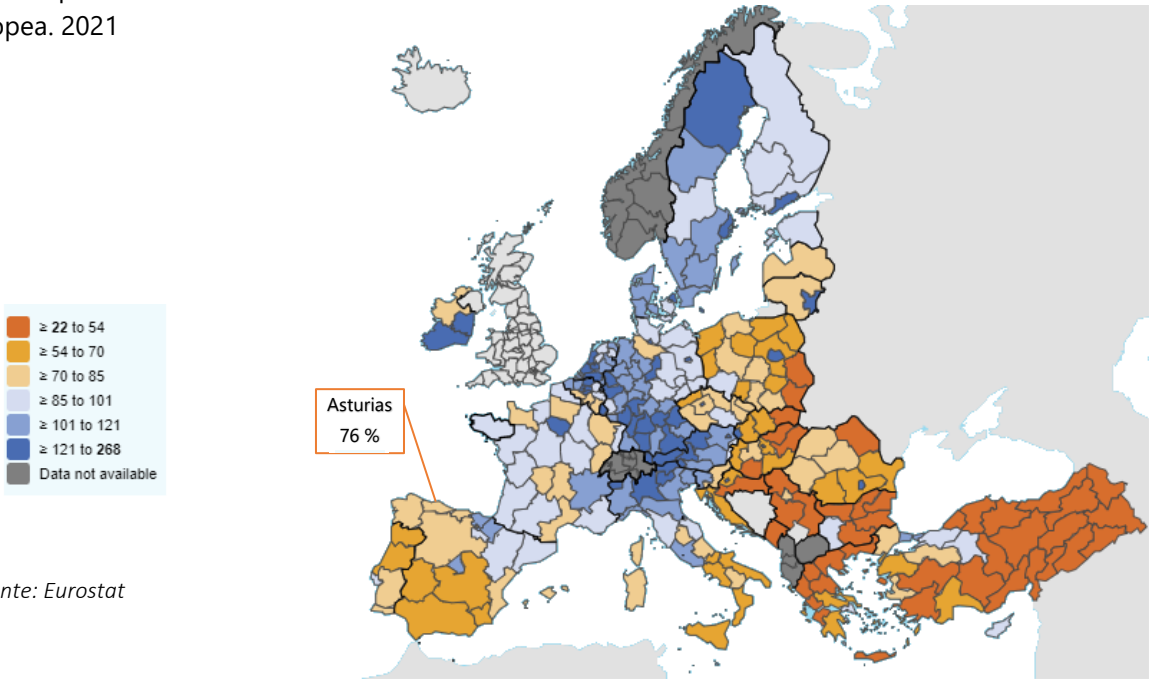 opea. 2021
≥ 22 to 54
≥ 54 to 70
≥ 70 to 85
≥ 85 to 101
≥ 101 to 121
≥ 121 to 268
Data not available
Asturias
76 %
nte: Eurostat